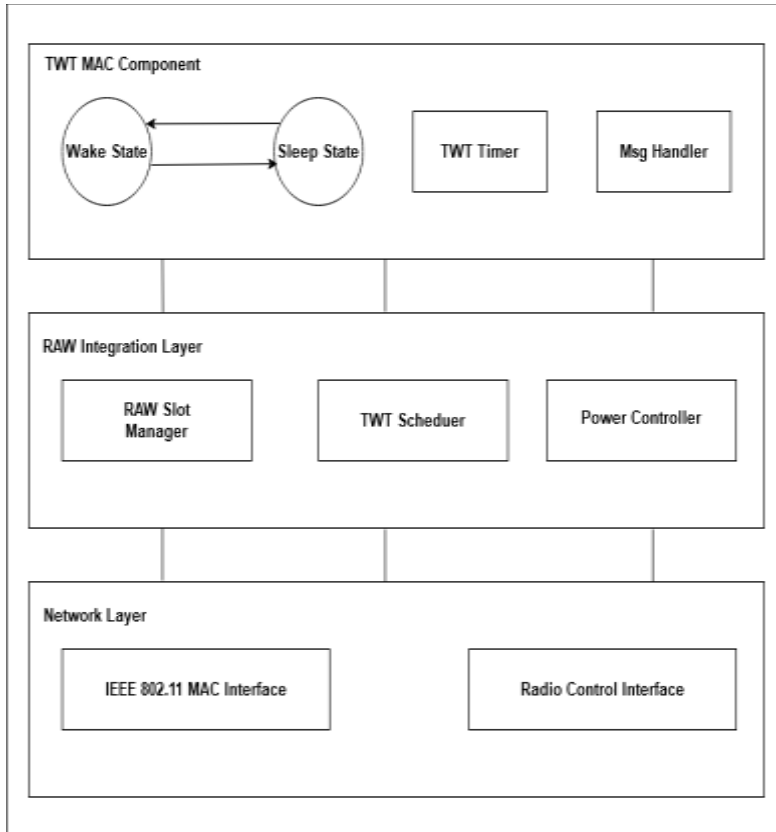 TWT MAC Component
Wake State
Sleep State
TWT Timer
Msg Handler
RAW Integration Layer
RAW Slot
Manager
TWT Scheduer
Power Controller
Network Layer
IEEE 802.11 MAC Interface
Radio Control Interface